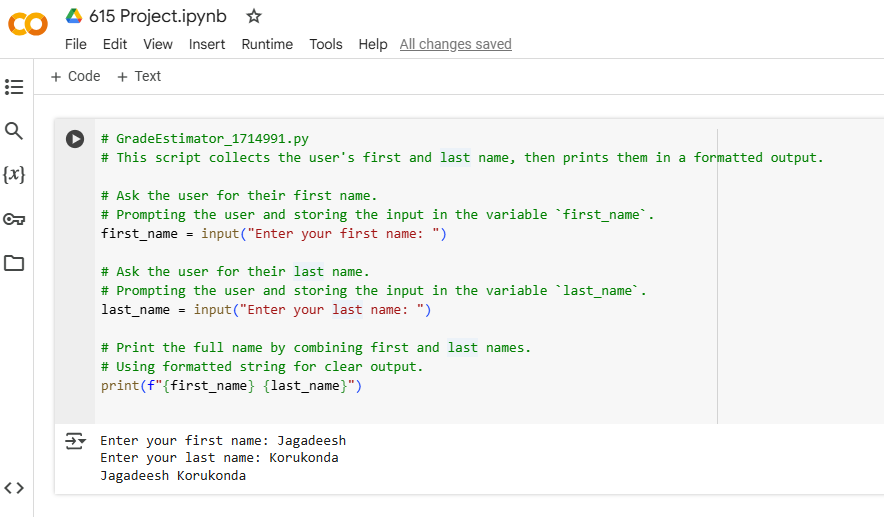 615 Project.ipynb
File Edit View Insert Runtime Tools Help All changes saved
+ Code + Text
# GradeEstimator_1714991.py
# This script collects the user's first and last name, then prints them in a formatted output.
# Ask the user for their first name.
# Prompting the user and storing the input in the variable `first_name`.
first_name = input("Enter your first name: ")
# Ask the user for their last name.
# Prompting the user and storing the input in the variable `last_name`.
last_name = input("Enter your last name: ")
# Print the full name by combining first and last names.
# Using formatted string for clear output.
print(f"{first_name} {last_name}")
Enter your first name: Jagadeesh
Enter your last name: Korukonda
Jagadeesh Korukonda